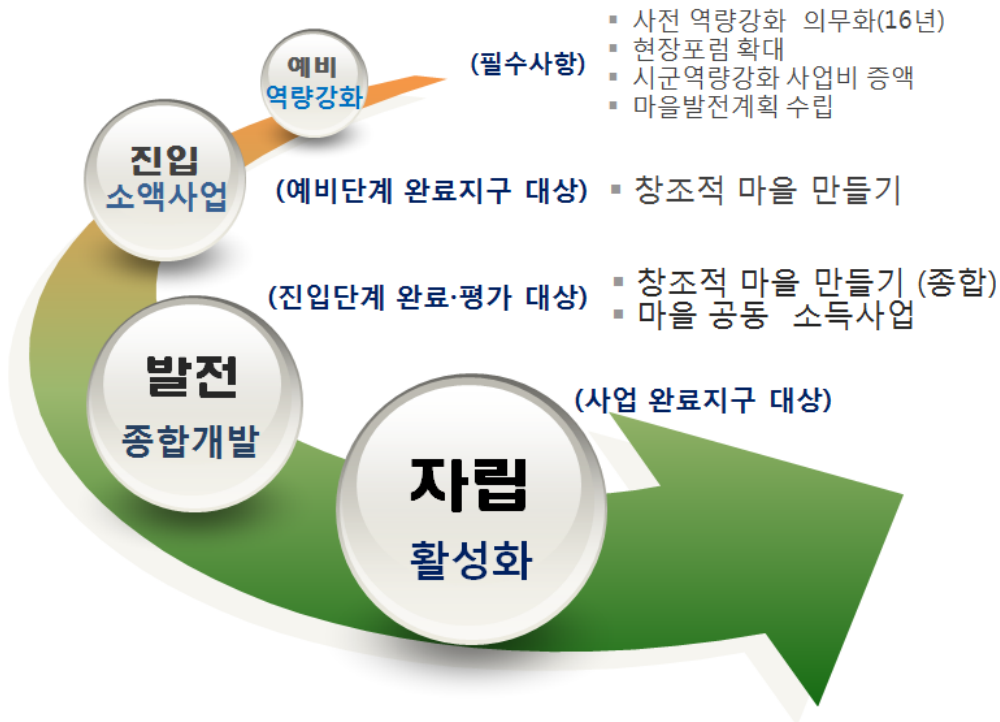 예비
역량강화
(필수사항)
▪ 사전 역량강화 의무화(16년)
▪ 현장포럼 확대
▪ 시군역량강화 사업비 증액
▪ 마을발전계획 수립
진입
소액사업
(예비단계 완료지구 대상)
▪ 창조적 마을 만들기
발전
종합개발
(진입단계 완료·평가 대상)
▪ 창조적 마을 만들기 (종합)
▪ 마을 공동 소득사업
자립
활성화
(사업 완료지구 대상)